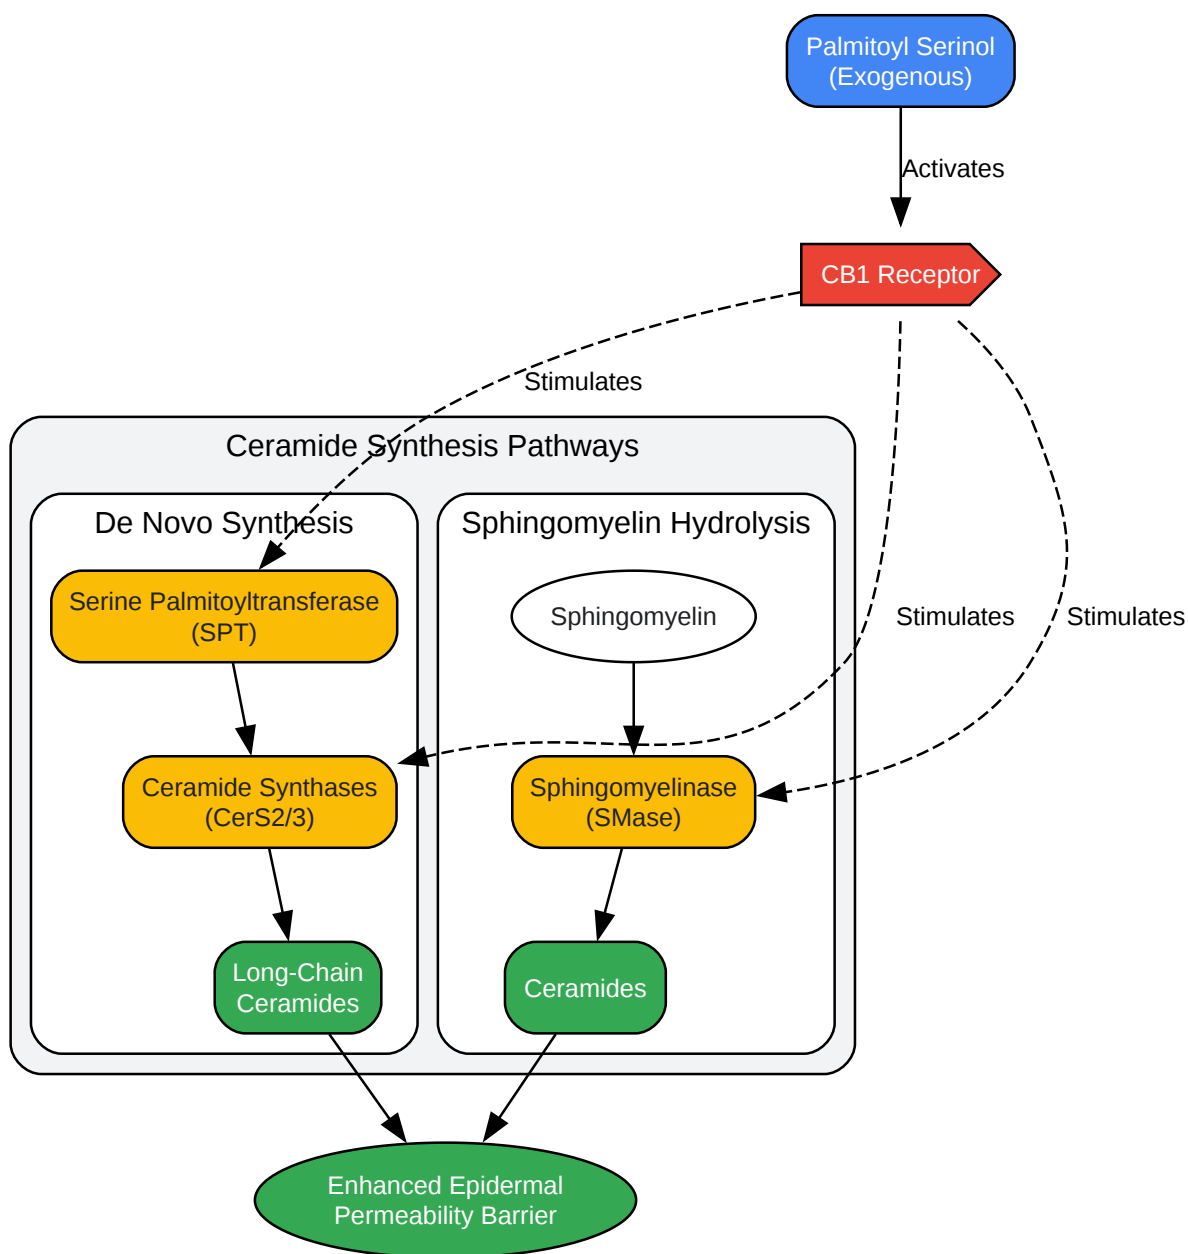 Palmitoyl Serinol
(Exogenous)
Activates
CB1 Receptor
Stimulates
Ceramide Synthesis Pathways
De Novo Synthesis
Sphingomyelin Hydrolysis
Serine Palmitoyltransferase
(SPT)
Sphingomyelin
Stimulates
Stimulates
Ceramide Synthases
(CerS2/3)
Sphingomyelinase
(SMase)
Long-Chain
Ceramides
Ceramides
Enhanced Epidermal
Permeability Barrier